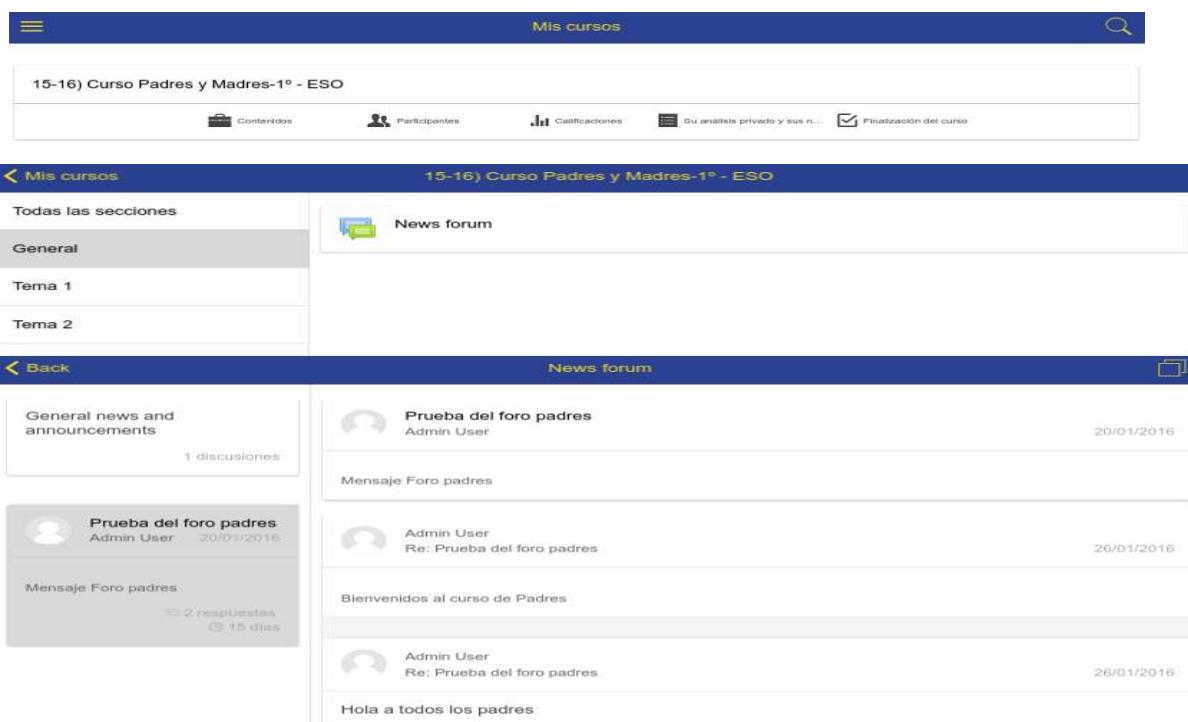 Mis cursos
15-16) Curso Padres y Madres-1º - ESO
Contenidos Participantes Calificaciones Su análisis privado y sus n... Finalización del curso
Mis cursos 15-16) Curso Padres y Madres-1º - ESO
Todas las secciones
General
Tema 1
Tema 2
News forum
Back News forum
General news and
announcements
1 discusiones
Prueba del foro padres
Admin User 20/01/2016
Mensaje Foro padres
2 respuestas
15 días
Prueba del foro padres
Admin User 20/01/2016
Mensaje Foro padres
Admin User
Re: Prueba del foro padres 26/01/2016
Bienvenidos al curso de Padres
Admin User
Re: Prueba del foro padres 26/01/2016
Hola a todos los padres